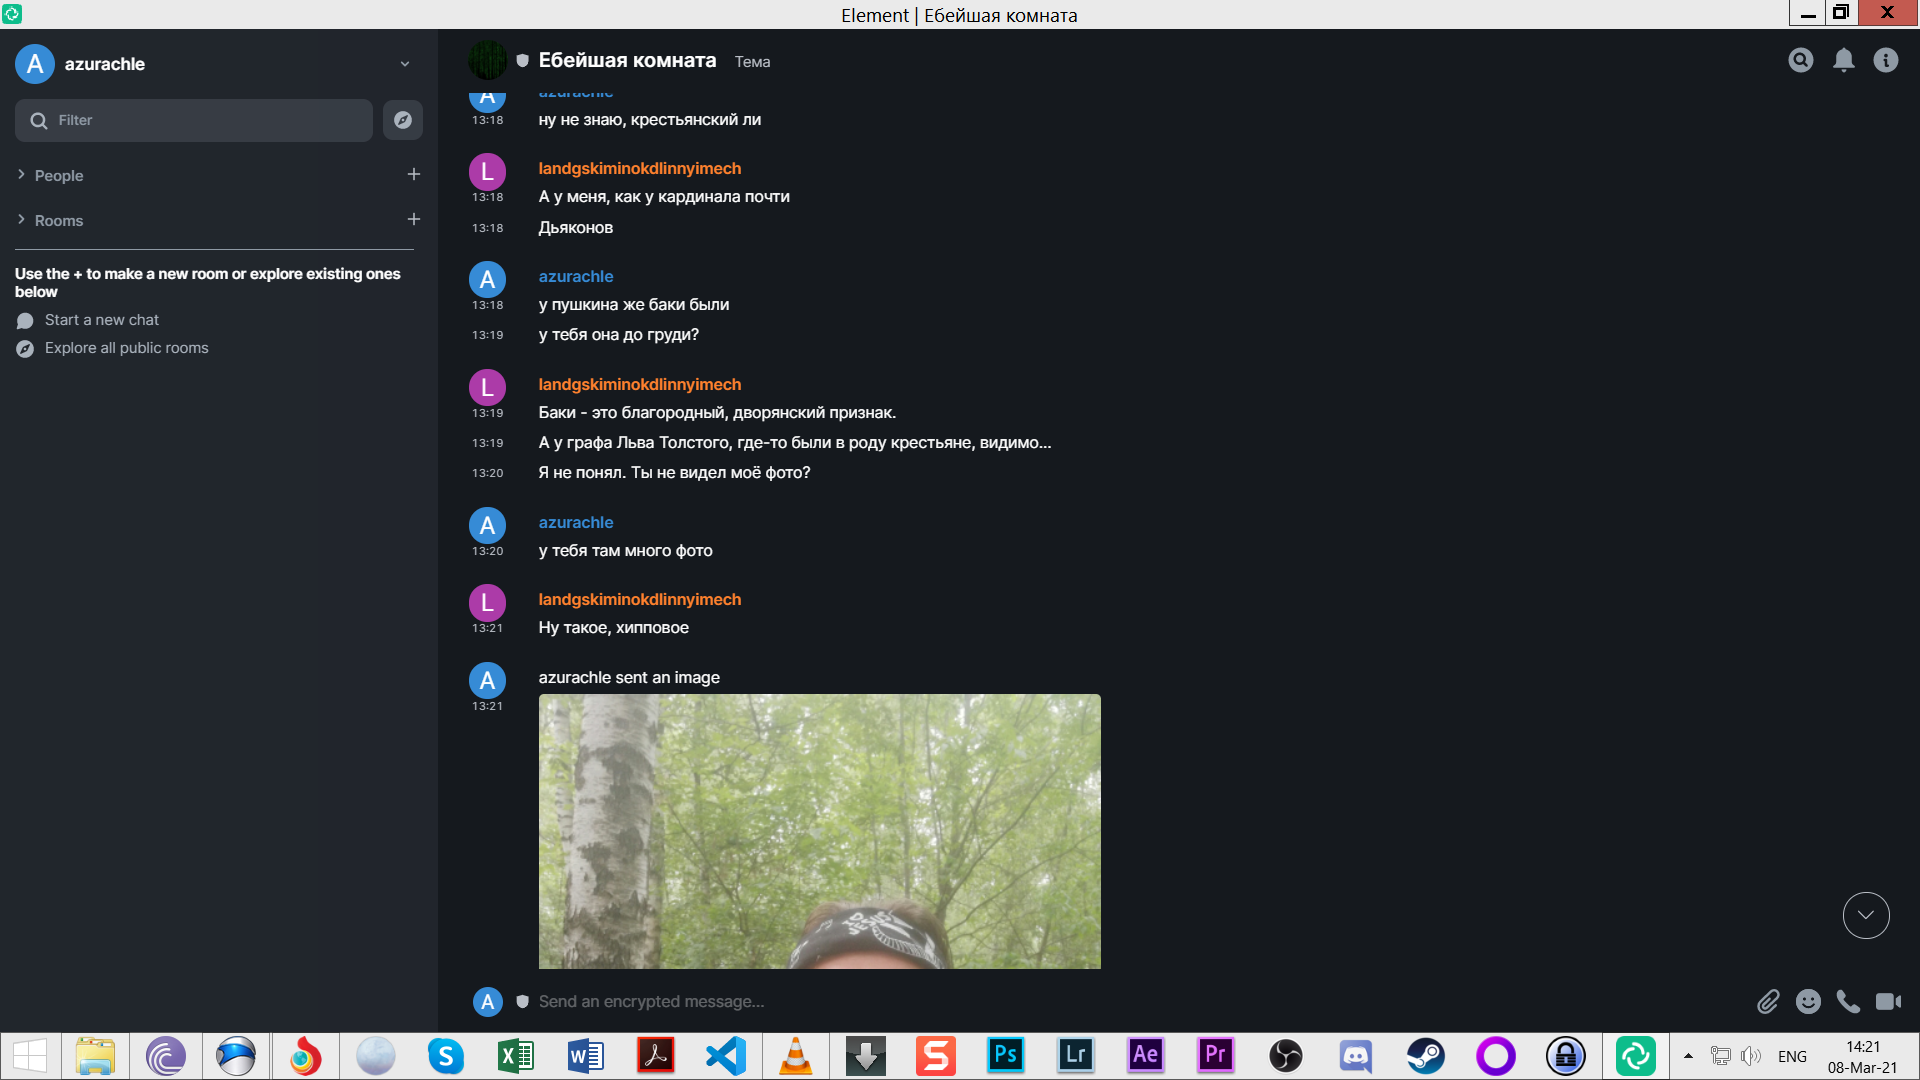 Element | Ебейшая комната
A azurachle
Filter
People
Rooms
Use the + to make a new room or explore existing ones
below
Start a new chat
Explore all public rooms
Ебейшая комната Тема
A azurachle
13:18 ну не знаю, крестьянский ли
L landgskiminokdlinnyimech
13:18 А у меня, как у кардинала почти
13:18 Дьяконов
A azurachle
13:18 у пушкина же баки были
13:19 у тебя она до груди?
L landgskiminokdlinnyimech
13:19 Баки - это благородный, дворянский признак.
13:19 А у графа Льва Толстого, где-то были в роду крестьяне, видимо...
13:20 Я не понял. Ты не видел моё фото?
A azurachle
13:20 у тебя там много фото
L landgskiminokdlinnyimech
13:21 Ну такое, хипповое
A azurachle sent an image
13:21
A Send an encrypted message...
Ps Lr Ae Pr
ENG
14:21
08-Mar-21